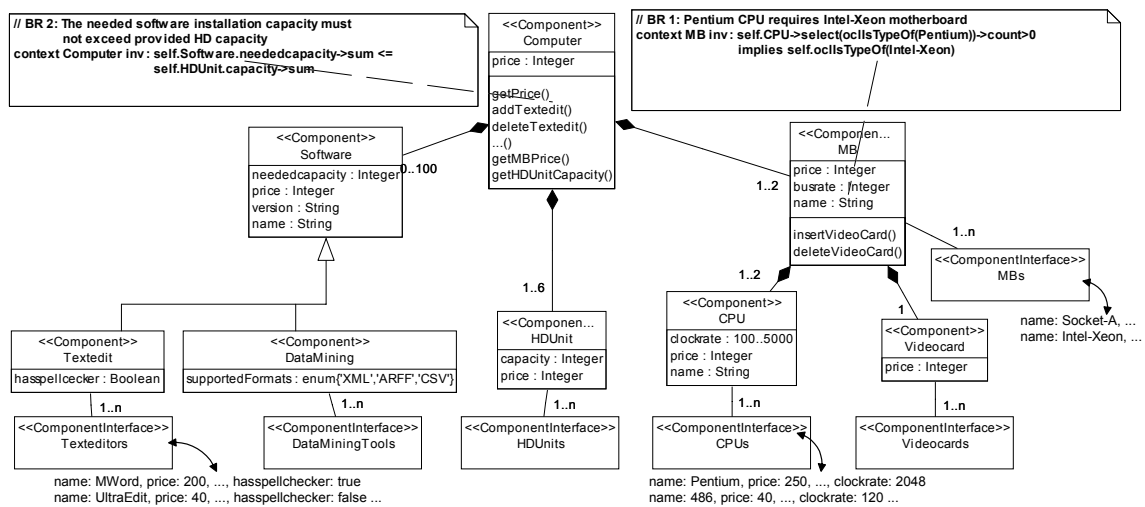 // BR 2: The needed software installation capacity must
not exceed provided HD capacity
context Computer inv: self.Software.neededcapacity->sum <=
self.HDUnit.capacity->sum
<<Component>>
Computer
price : Integer
getPrice()
addTextedit()
deleteTextedit()
...()
getMBPrice()
getHDUnitCapacity()
// BR 1: Pentium CPU requires Intel-Xeon motherboard
context MB inv: self.CPU->select(oclIsTypeOf(Pentium))->count>0
implies self.oclIsTypeOf(Intel-Xeon)
<<Component>>
Software
neededcapacity : Integer
price : Integer
version : String
name : String
0..100
<<Componen...
MB
price : Integer
busrate : Integer
name : String
insertVideoCard()
deleteVideoCard()
1..2
1..n
<<ComponentInterface>>
MBs
name: Socket-A, ...
name: Intel-Xeon, ...
1..6
1..2
1
<<Component>>
Textedit
hasspellcecker : Boolean
<<Component>>
DataMining
supportedFormats : enum{'XML','ARFF','CSV'}
<<Componen...
HDUnit
capacity : Integer
price : Integer
<<Component>>
CPU
clockrate : 100..5000
price : Integer
name : String
<<Component>>
Videocard
price : Integer
1..n
1..n
1..n
1..n
1..n
<<ComponentInterface>>
Texteditors
<<ComponentInterface>>
DataMiningTools
<<ComponentInterface>>
HDUnits
<<ComponentInterface>>
CPUs
<<ComponentInterface>>
Videocards
name: MWord, price: 200, ..., hasspellchecker: true
name: UltraEdit, price: 40, ..., hasspellchecker: false ...
name: Pentium, price: 250, ..., clockrate: 2048
name: 486, price: 40, ..., clockrate: 120 ...